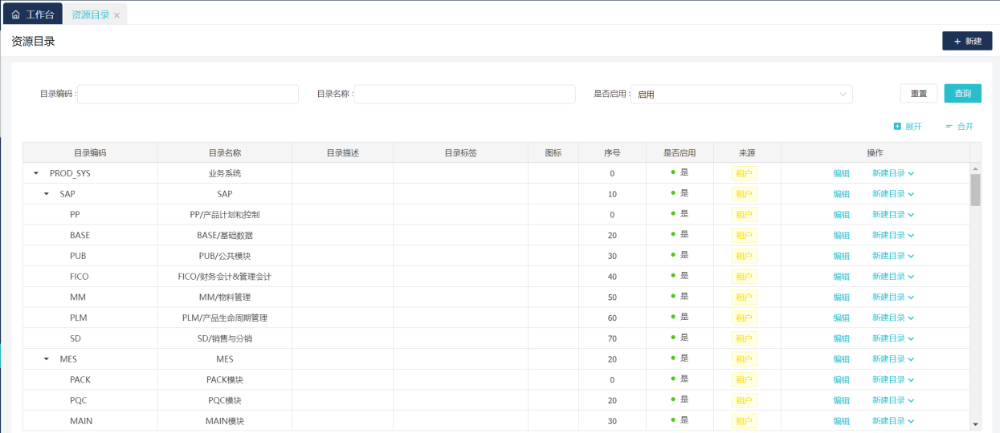 工作台 资源目录 ×
资源目录
+ 新建
目录编码 : 目录名称 : 是否启用 : 启用 重置 查询
展开 合并
目录编码 目录名称 目录描述 目录标签 图标 序号 是否启用 来源 操作
PROD_SYS 业务系统 0 是 租户 编辑 新建目录
SAP SAP 10 是 租户 编辑 新建目录
PP PP/产品计划和控制 0 是 租户 编辑 新建目录
BASE BASE/基础数据 20 是 租户 编辑 新建目录
PUB PUB/公共模块 30 是 租户 编辑 新建目录
FICO FICO/财务会计&管理会计 40 是 租户 编辑 新建目录
MM MM/物料管理 50 是 租户 编辑 新建目录
PLM PLM/产品生命周期管理 60 是 租户 编辑 新建目录
SD SD/销售与分销 70 是 租户 编辑 新建目录
MES MES 20 是 租户 编辑 新建目录
PACK PACK模块 0 是 租户 编辑 新建目录
PQC PQC模块 20 是 租户 编辑 新建目录
MAIN MAIN模块 30 是 租户 编辑 新建目录